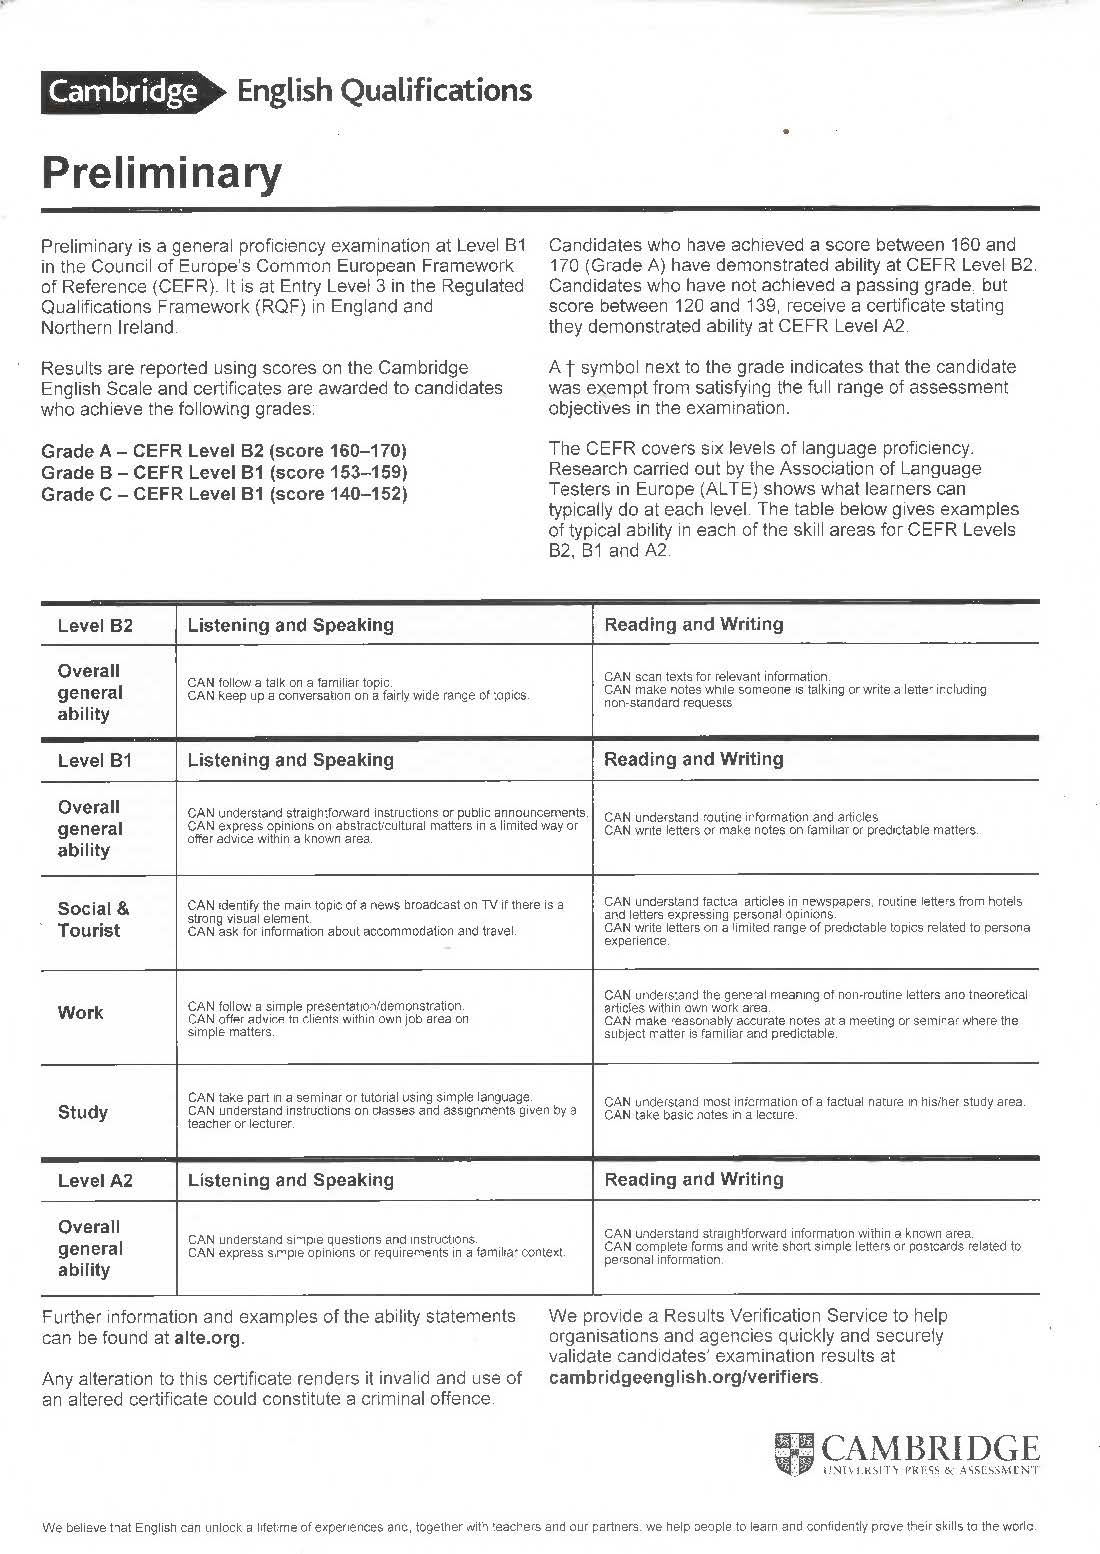 Cambridge English Qualifications
Preliminary
Preliminary is a general proficiency examination at Level B1
in the Council of Europe's Common European Framework
of Reference (CEFR). It is at Entry Level 3 in the Regulated
Qualifications Framework (RQF) in England and
Northern Ireland.
Results are reported using scores on the Cambridge
English Scale and certificates are awarded to candidates
who achieve the following grades:
Grade A – CEFR Level B2 (score 160–170)
Grade B – CEFR Level B1 (score 153–159)
Grade C – CEFR Level B1 (score 140–152)
Candidates who have achieved a score between 160 and
170 (Grade A) have demonstrated ability at CEFR Level B2.
Candidates who have not achieved a passing grade, but
score between 120 and 139, receive a certificate stating
they demonstrated ability at CEFR Level A2.
A † symbol next to the grade indicates that the candidate
was exempt from satisfying the full range of assessment
objectives in the examination.
The CEFR covers six levels of language proficiency.
Research carried out by the Association of Language
Testers in Europe (ALTE) shows what learners can
typically do at each level. The table below gives examples
of typical ability in each of the skill areas for CEFR Levels
B2, B1 and A2.
Level B2
Listening and Speaking
Reading and Writing
Overall
general
ability
CAN follow a talk on a familiar topic.
CAN keep up a conversation on a fairly wide range of topics.
CAN scan texts for relevant information.
CAN make notes while someone is talking or write a letter including
non-standard requests.
Level B1
Listening and Speaking
Reading and Writing
Overall
general
ability
CAN understand straightforward instructions or public announcements.
CAN express opinions on abstract/cultural matters in a limited way or
offer advice within a known area.
CAN understand routine information and articles.
CAN write letters or make notes on familiar or predictable matters.
Social &
Tourist
CAN identify the main topic of a news broadcast on TV if there is a
strong visual element.
CAN ask for information about accommodation and travel.
CAN understand factual articles in newspapers, routine letters from hotels
and letters expressing personal opinions.
CAN write letters on a limited range of predictable topics related to personal
experience.
Work
CAN follow a simple presentation/demonstration.
CAN offer advice to clients within own job area on
simple matters.
CAN understand the general meaning of non-routine letters and theoretical
articles within own work area.
CAN make reasonably accurate notes at a meeting or seminar where the
subject matter is familiar and predictable.
Study
CAN take part in a seminar or tutorial using simple language.
CAN understand instructions on classes and assignments given by a
teacher or lecturer.
CAN understand most information of a factual nature in his/her study area.
CAN take basic notes in a lecture.
Level A2
Listening and Speaking
Reading and Writing
Overall
general
ability
CAN understand simple questions and instructions.
CAN express simple opinions or requirements in a familiar context.
CAN understand straightforward information within a known area.
CAN complete forms and write short simple letters or postcards related to
personal information.
Further information and examples of the ability statements
can be found at alte.org.
Any alteration to this certificate renders it invalid and use of
an altered certificate could constitute a criminal offence.
We provide a Results Verification Service to help
organisations and agencies quickly and securely
validate candidates' examination results at
cambridgeenglish.org/verifiers.
CAMBRIDGE
UNIVERSITY PRESS & ASSESSMENT
We believe that English can unlock a lifetime of experiences and, together with teachers and our partners, we help people to learn and confidently prove their skills to the world.